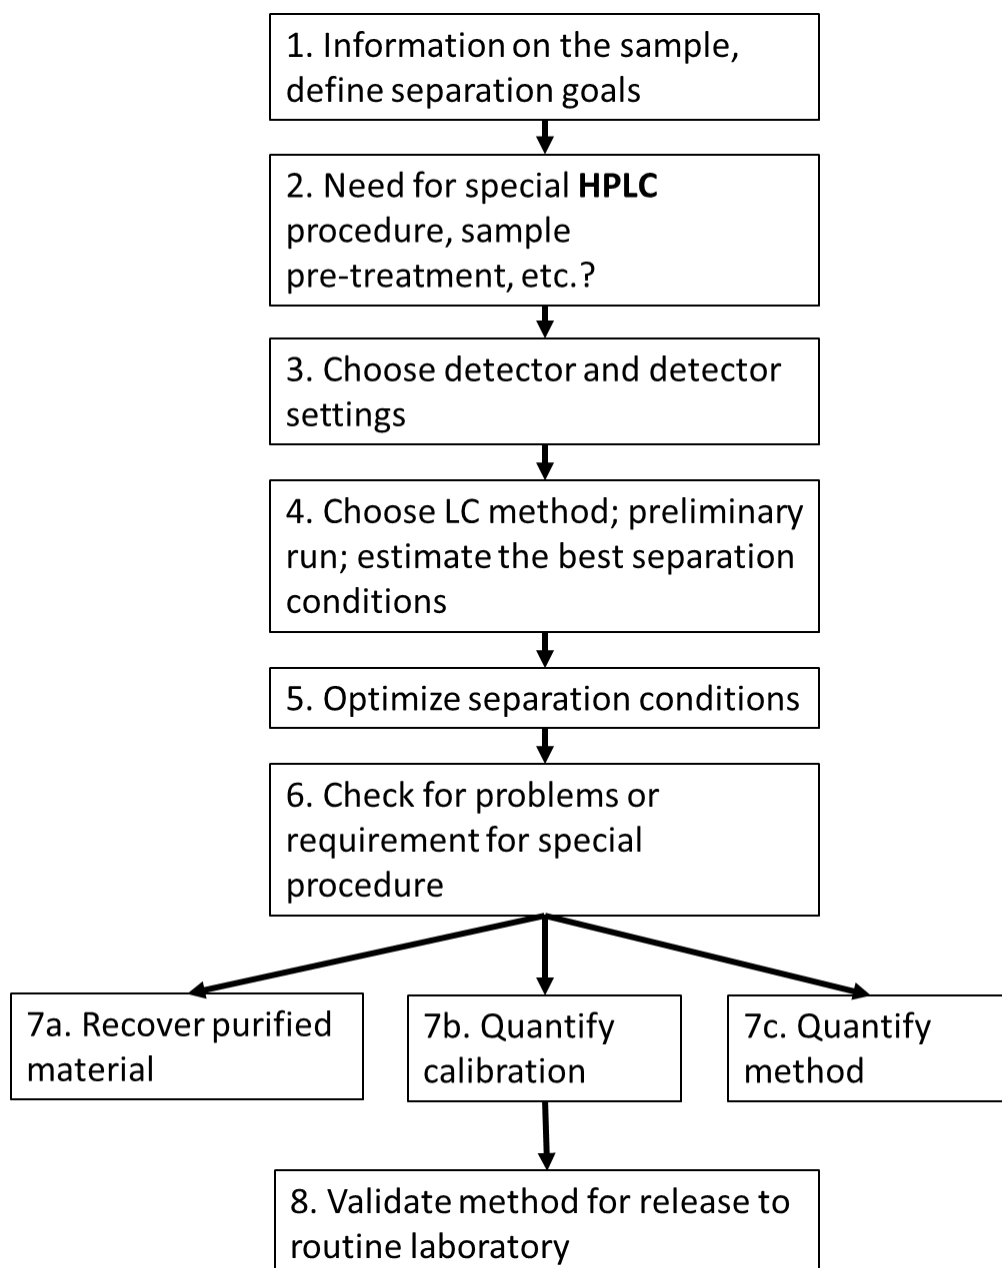 1. Information on the sample,
define separation goals
2. Need for special HPLC
procedure, sample
pre-treatment, etc.?
3. Choose detector and detector
settings
4. Choose LC method; preliminary
run; estimate the best separation
conditions
5. Optimize separation conditions
6. Check for problems or
requirement for special
procedure
7a. Recover purified
material
7b. Quantify
calibration
7c. Quantify
method
8. Validate method for release to
routine laboratory